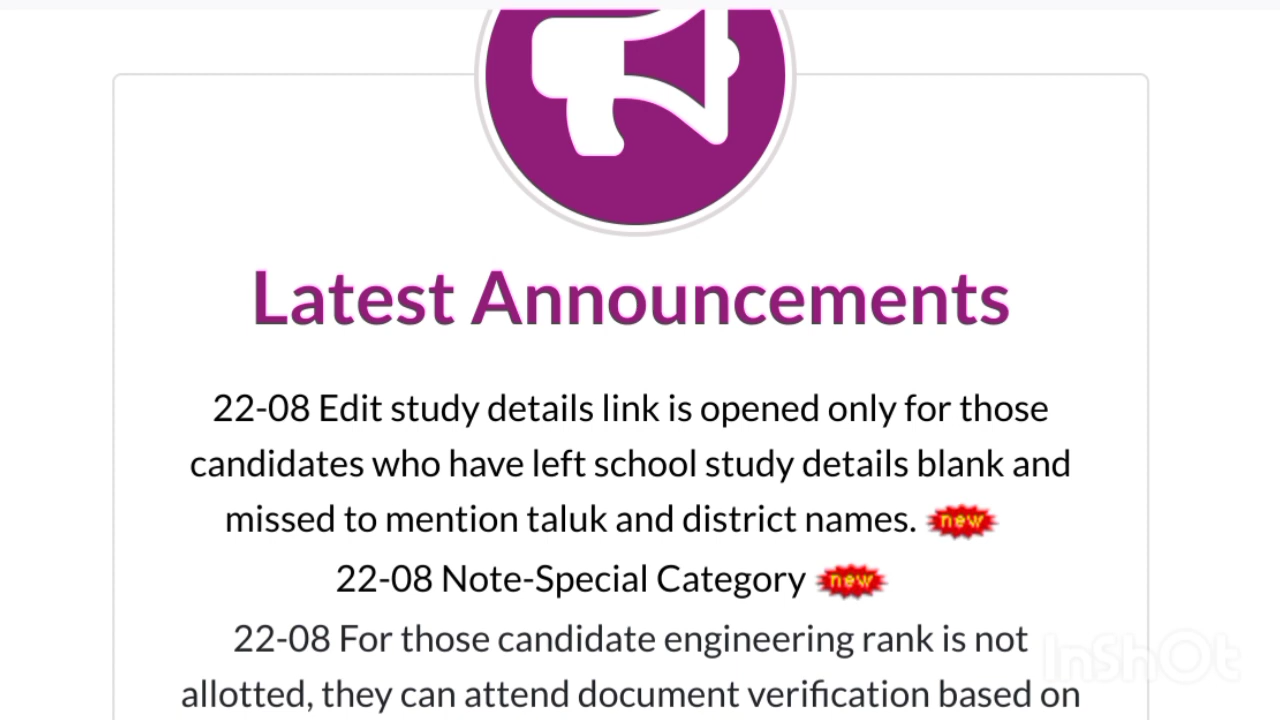 Latest Announcements
22-08 Edit study details link is opened only for those
candidates who have left school study details blank and
missed to mention taluk and district names. new
22-08 Note-Special Category new
22-08 For those candidate engineering rank is not
allotted, they can attend document verification based on
InShOt